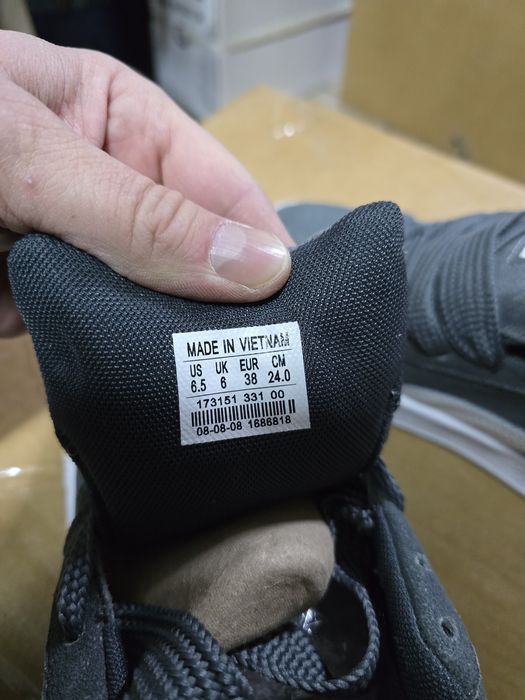 MADE IN VIETNAM
US UK EUR CM
6.5 6 38 24.0
173151 331 00
08-08-08 1686818